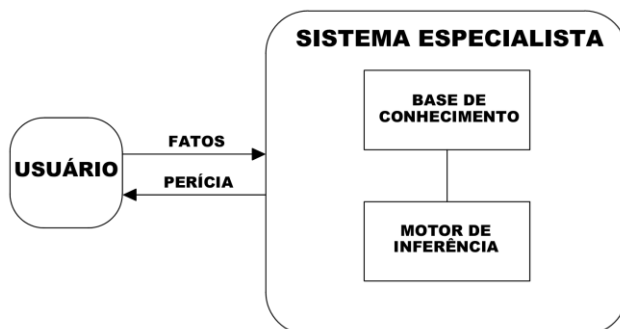 SISTEMA ESPECIALISTA
BASE DE
CONHECIMENTO
FATOS
USUÁRIO
PERÍCIA
MOTOR DE
INFERÊNCIA